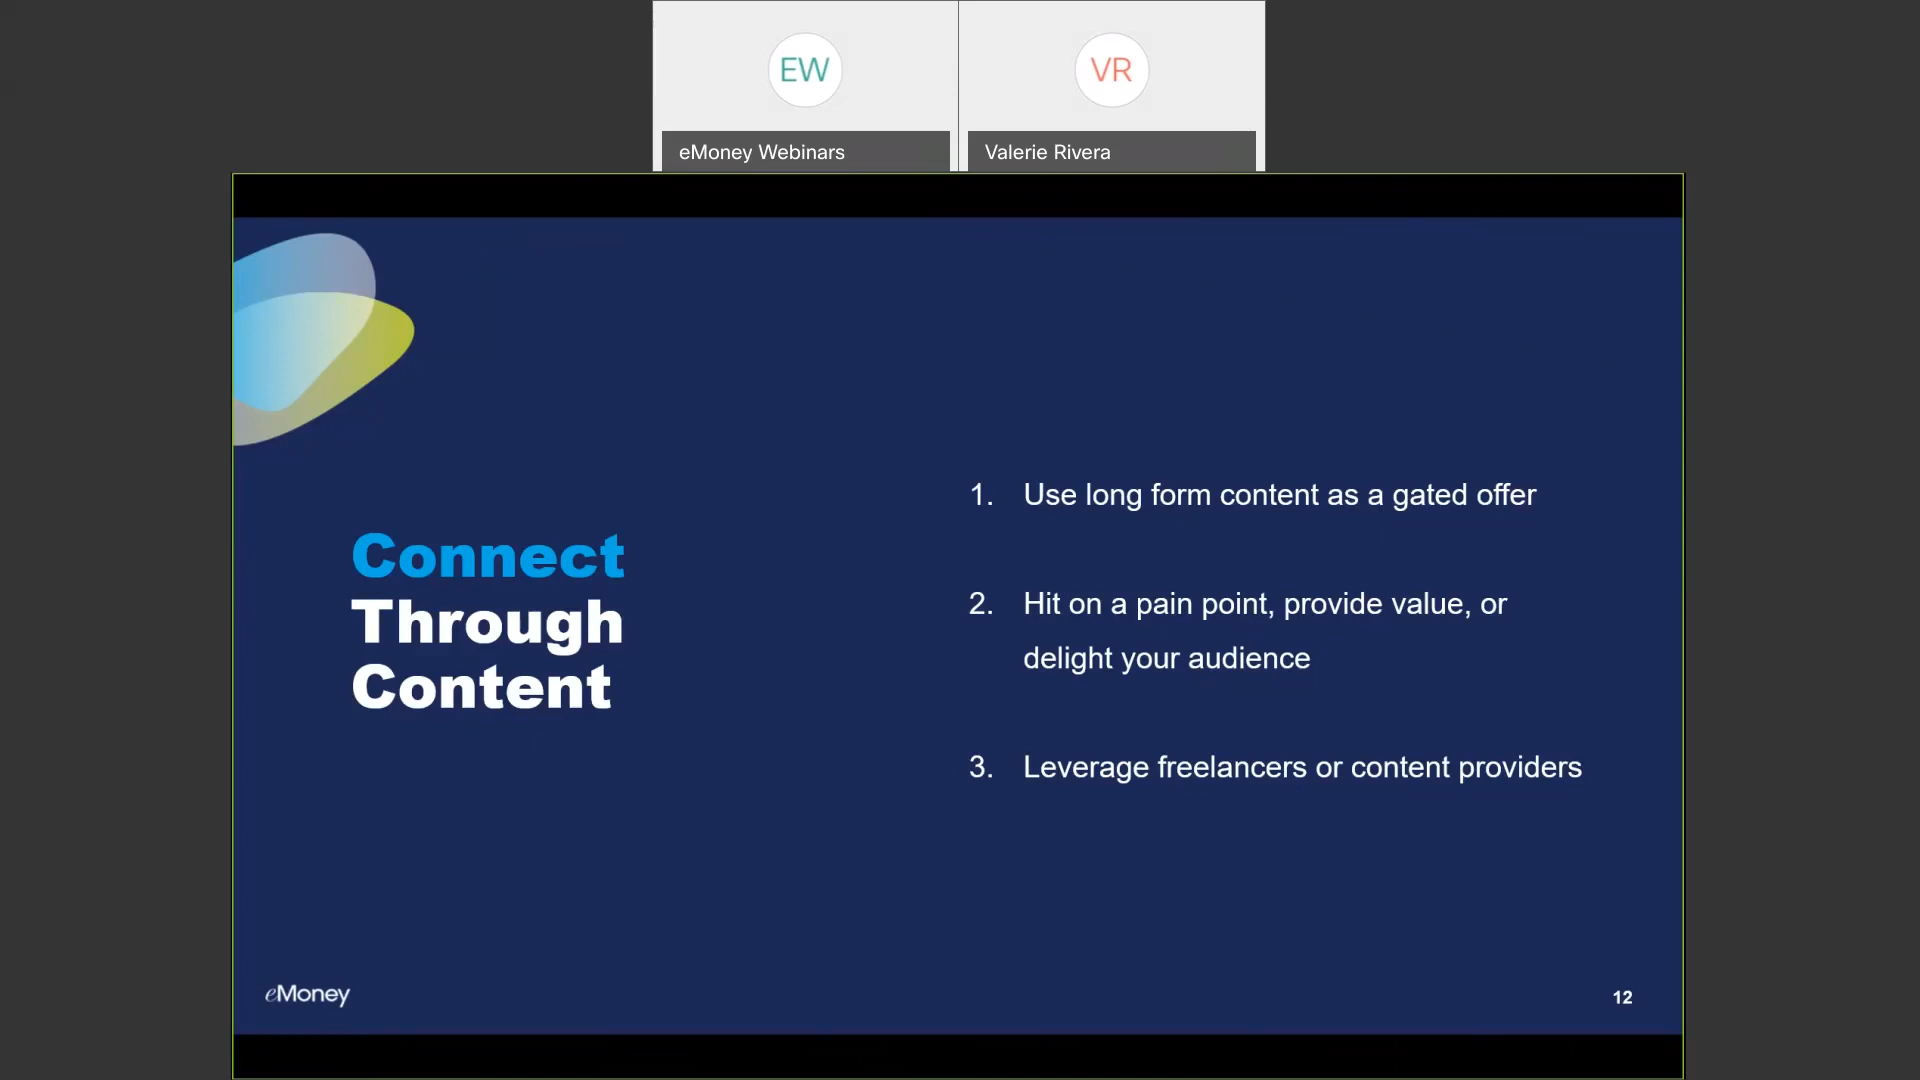 EW
VR
eMoney Webinars
Valerie Rivera
Connect
Through
Content
1. Use long form content as a gated offer
2. Hit on a pain point, provide value, or
delight your audience
3. Leverage freelancers or content providers
eMoney
12